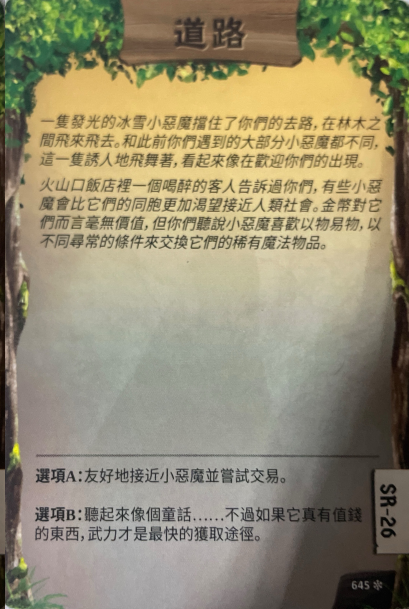 道路
一隻發光的冰雪小惡魔擋住了你們的去路，在林木之
間飛來飛去。和此前你們遇到的大部分小惡魔都不同，
這一隻誘人地飛舞著，看起來像在歡迎你們的出現。
火山口飯店裡一個喝醉的客人告訴過你們，有些小惡
魔會比它們的同胞更加渴望接近人類社會。金幣對它
們而言毫無價值，但你們聽說小惡魔喜歡以物易物，以
不同尋常的條件來交換它們的稀有魔法物品。
選項A：友好地接近小惡魔並嘗試交易。
選項B：聽起來像個童話……不過如果它真有值錢
的東西，武力才是最快的獲取途徑。
SR-26
645